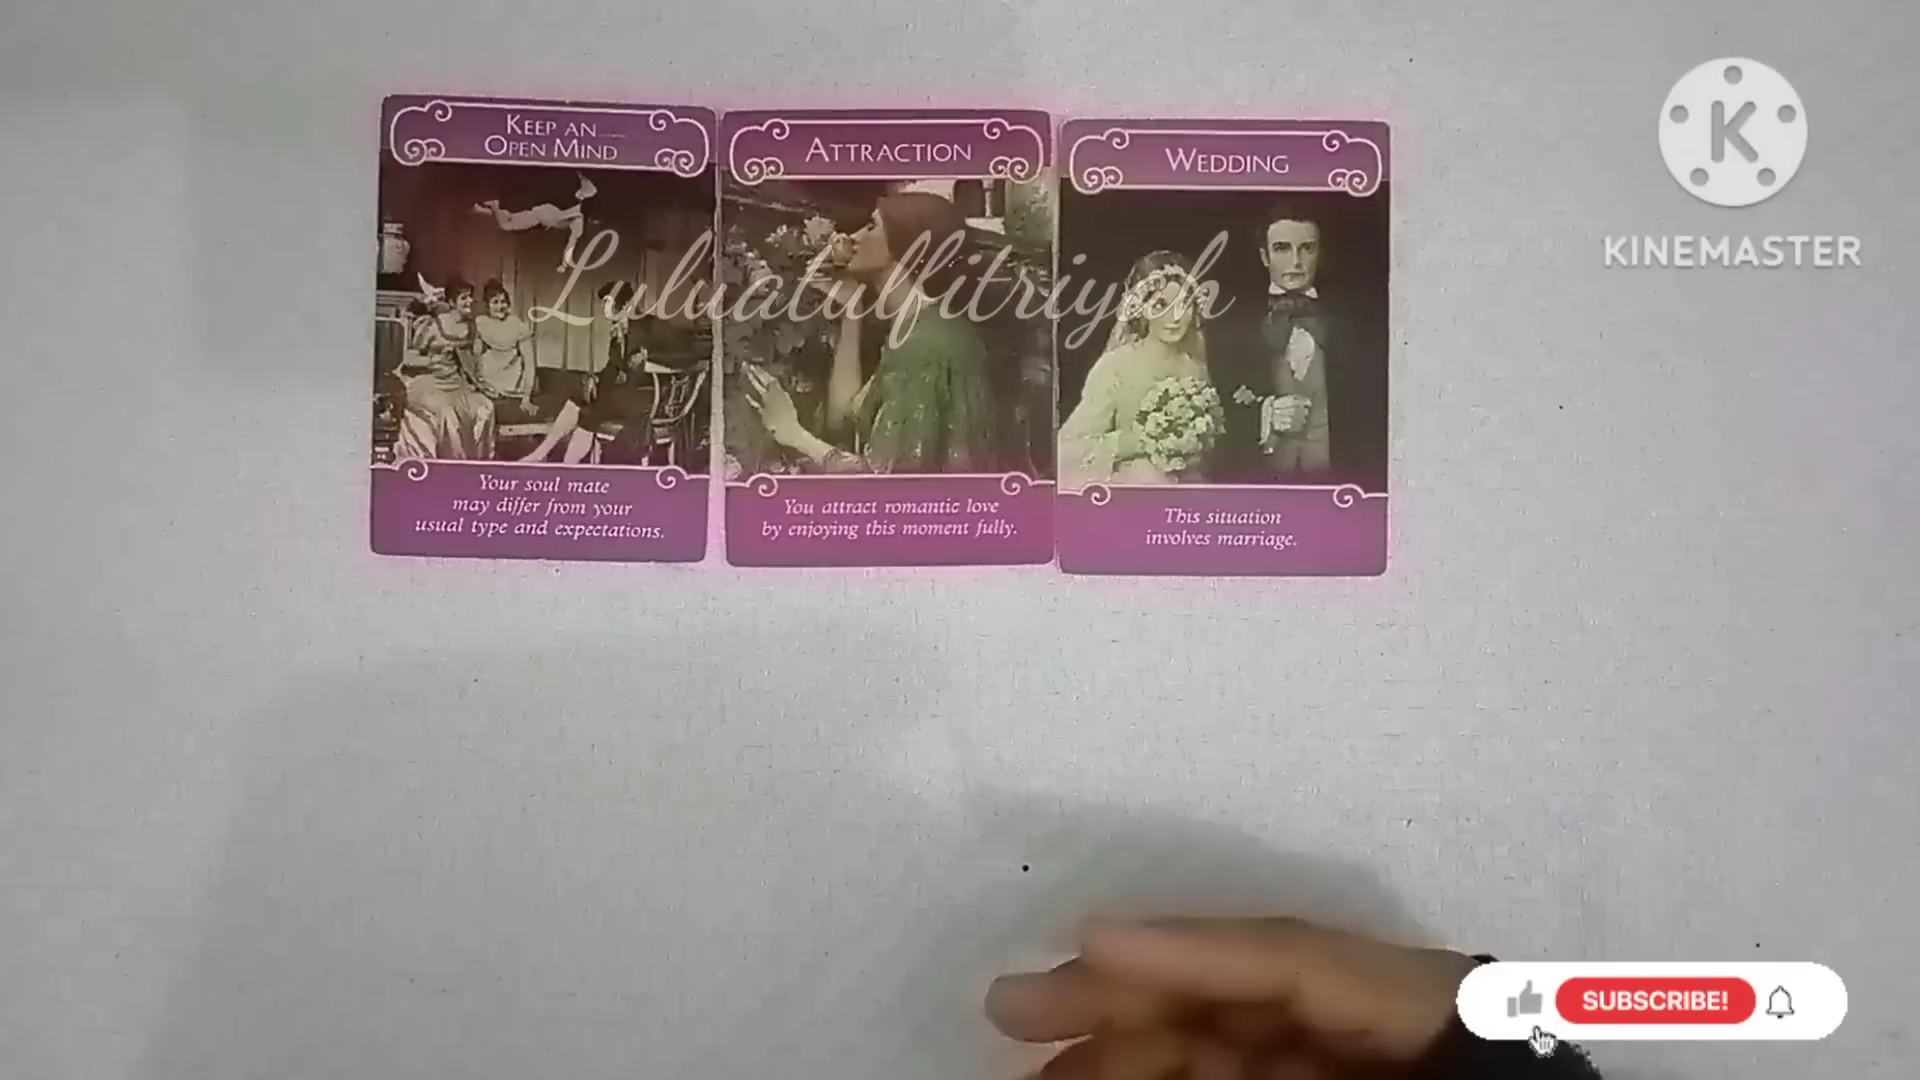 KEEP AN
OPEN MIND
Your soul mate
may differ from your
usual type and expectations.
ATTRACTION
You attract romantic love
by enjoying this moment fully.
WEDDING
This situation
involves marriage.
Luluatulfitriyah
K
KINEMASTER
SUBSCRIBE!